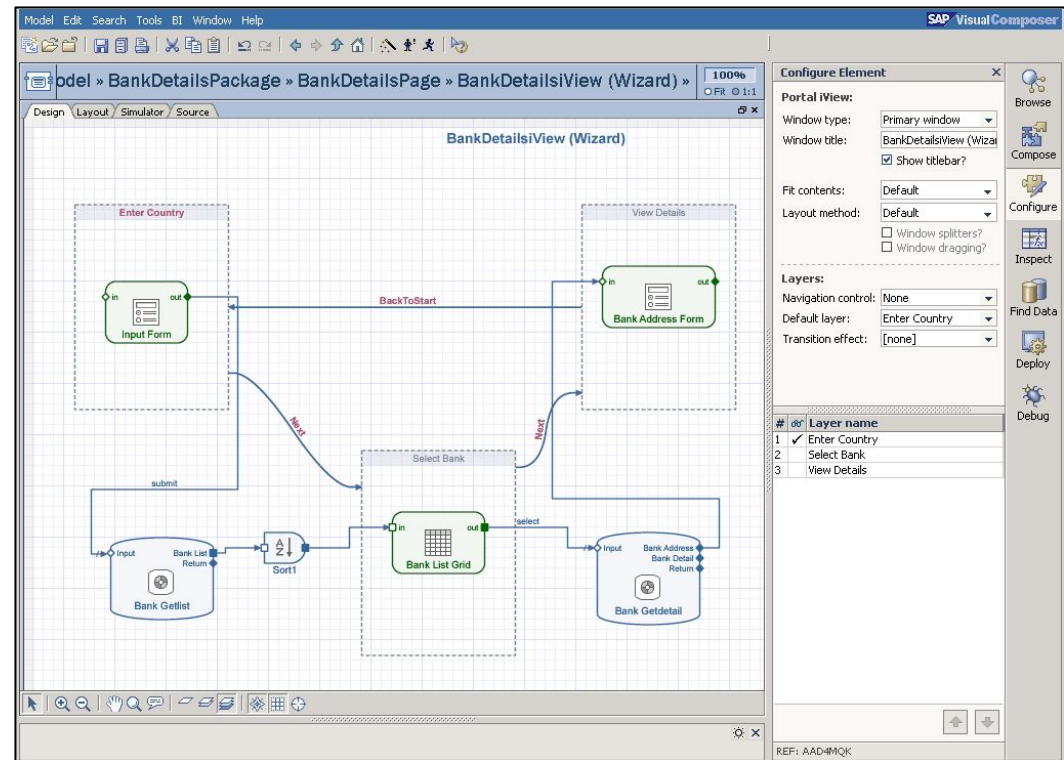 Model Edit Search Tools BI Window Help
SAP VisualComposer
odel » BankDetailsPackage » BankDetailsPage » BankDetailsiView (Wizard) »
100%
Fit 1:1
Design Layout Simulator Source
BankDetailsiView (Wizard)
Enter Country
View Details
in out
Input Form
in out
Bank Address Form
BackToStart
Next
Next
Select Bank
submit
select
Input Bank List
Return
Bank Getlist
A
Z
Sort1
in out
Bank List Grid
Input Bank Address
Bank Detail
Return
Bank Getdetail
Configure Element
Portal iView:
Window type: Primary window
Window title: BankDetailsiView (Wizar
Show titlebar?
Fit contents: Default
Layout method: Default
Window splitters?
Window dragging?
Layers:
Navigation control: None
Default layer: Enter Country
Transition effect: [none]
# Layer name
1 Enter Country
2 Select Bank
3 View Details
REF: AAD4MQK
Browse
Compose
Configure
Inspect
Find Data
Deploy
Debug